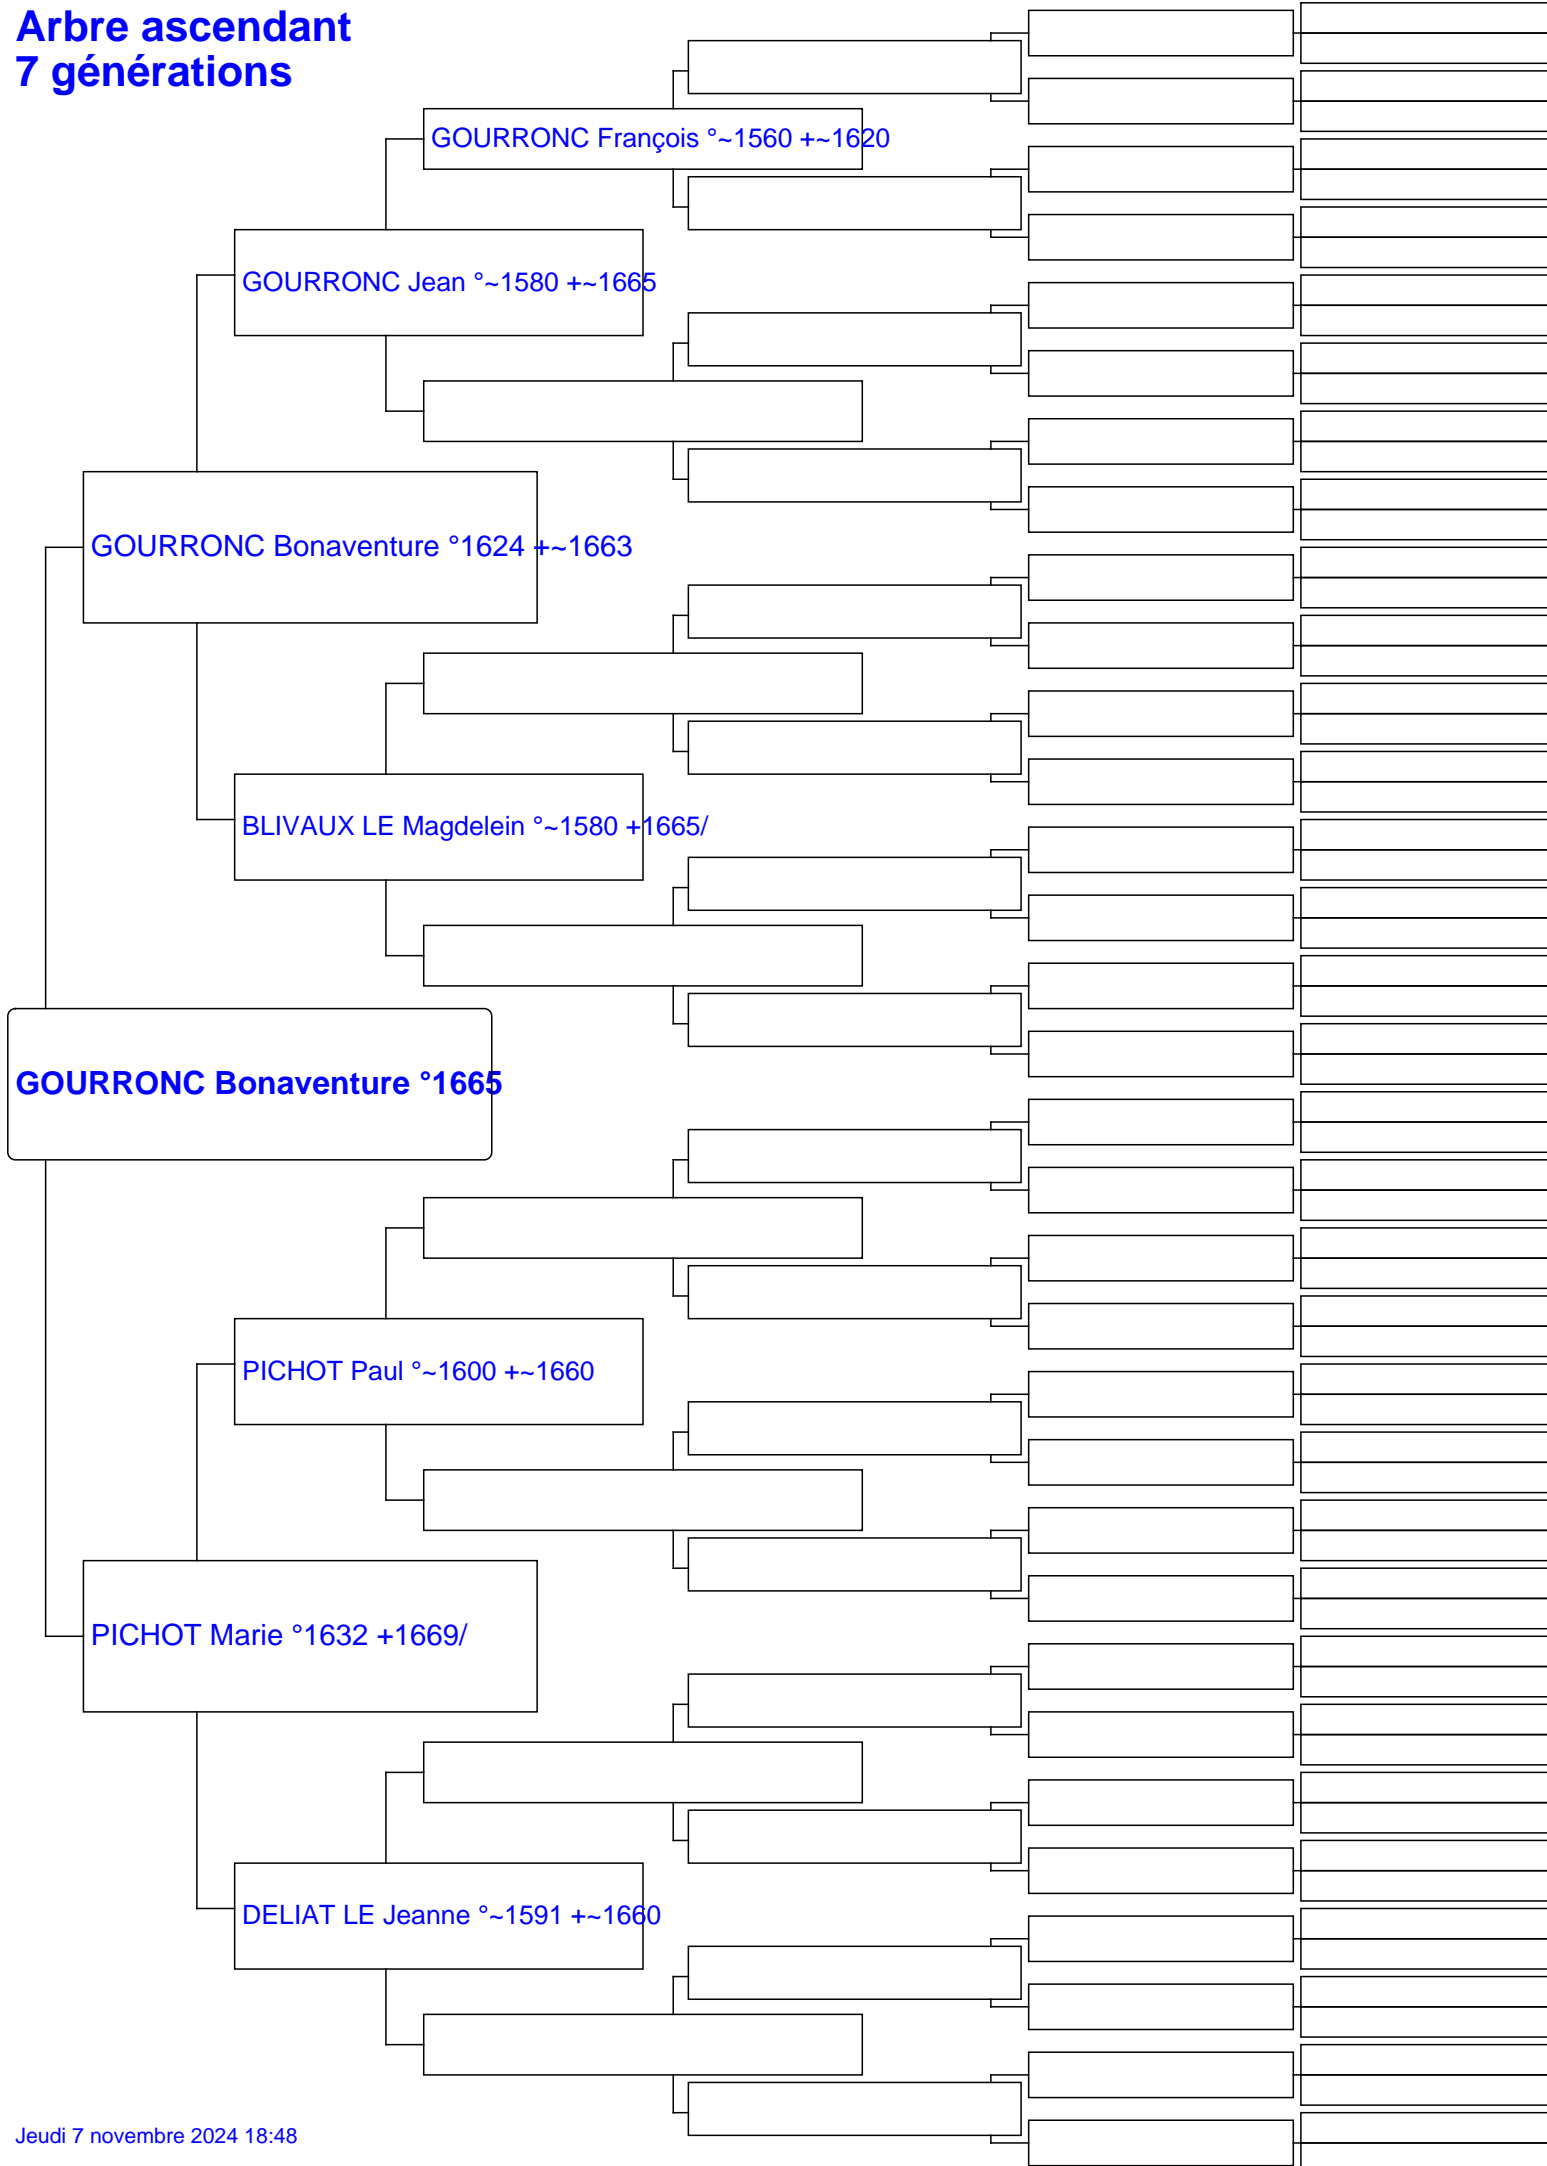 Arbre ascendant
7 générations
GOURRONC François °~1560 +~1620
GOURRONC Jean °~1580 +~1665
GOURRONC Bonaventure °1624 +~1663
BLIVAUX LE Magdelein °~1580 +1665/
GOURRONC Bonaventure °1665
PICHOT Paul °~1600 +~1660
PICHOT Marie °1632 +1669/
DELIAT LE Jeanne °~1591 +~1660
Jeudi 7 novembre 2024 18:48